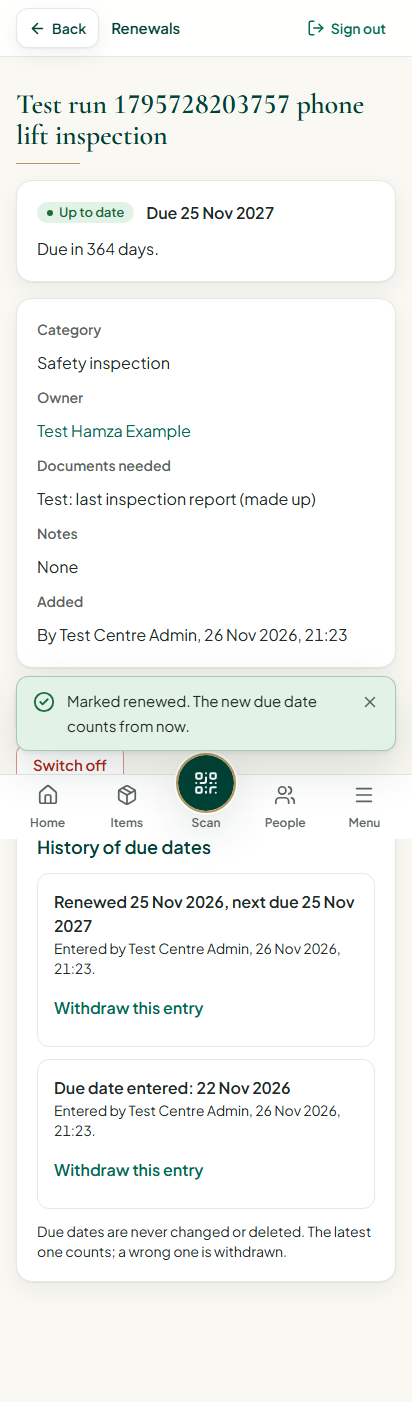 Back
Renewals
Sign out
Test run 1795728203757 phone
lift inspection
Up to date
Due 25 Nov 2027
Due in 364 days.
Category
Safety inspection
Owner
Test Hamza Example
Documents needed
Test: last inspection report (made up)
Notes
None
Added
By Test Centre Admin, 26 Nov 2026, 21:23
Marked renewed. The new due date
counts from now.
Switch off
Home
Items
Scan
People
Menu
History of due dates
Renewed 25 Nov 2026, next due 25 Nov
2027
Entered by Test Centre Admin, 26 Nov 2026,
21:23.
Withdraw this entry
Due date entered: 22 Nov 2026
Entered by Test Centre Admin, 26 Nov 2026,
21:23.
Withdraw this entry
Due dates are never changed or deleted. The latest
one counts; a wrong one is withdrawn.